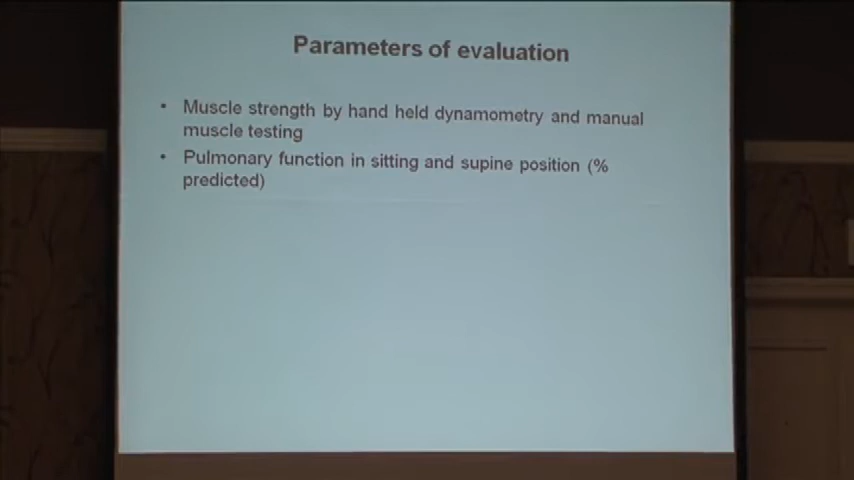 Parameters of evaluation
• Muscle strength by hand held dynamometry and manual
muscle testing
• Pulmonary function in sitting and supine position (%
predicted)